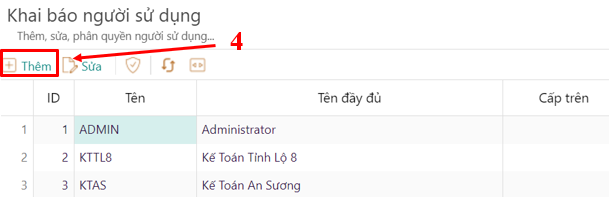 Khai báo người sử dụng
Thêm, sửa, phân quyền người sử dụng...
4
Thêm Sửa
ID Tên Tên đầy đủ Cấp trên
1 1 ADMIN Administrator
2 2 KTTL8 Kế Toán Tỉnh Lộ 8
3 3 KTAS Kế Toán An Sương